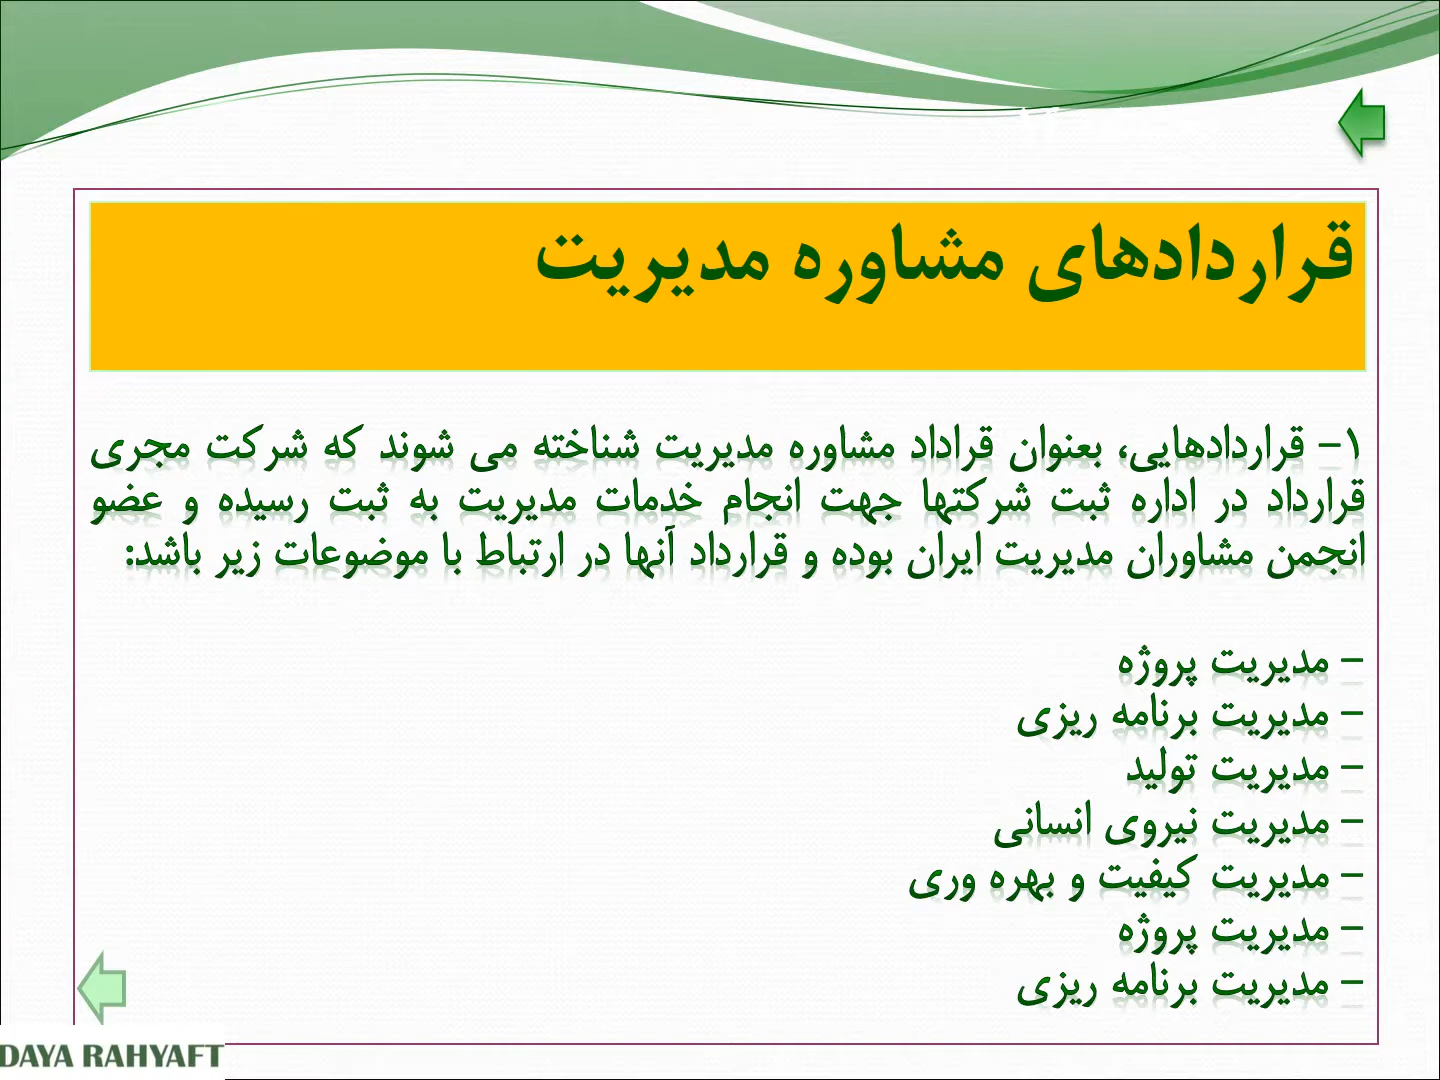 قراردادهای مشاوره مدیریت
۱- قراردادهایی، بعنوان قراداد مشاوره مدیریت شناخته می شوند که شرکت مجری
قرارداد در اداره ثبت شرکتها جهت انجام خدمات مدیریت به ثبت رسیده و عضو
انجمن مشاوران مدیریت ایران بوده و قرارداد آنها در ارتباط با موضوعات زیر باشد:
- مدیریت پروژه
- مدیریت برنامه ریزی
- مدیریت تولید
- مدیریت نیروی انسانی
- مدیریت کیفیت و بهره وری
- مدیریت پروژه
- مدیریت برنامه ریزی
DAYA RAHYAFT